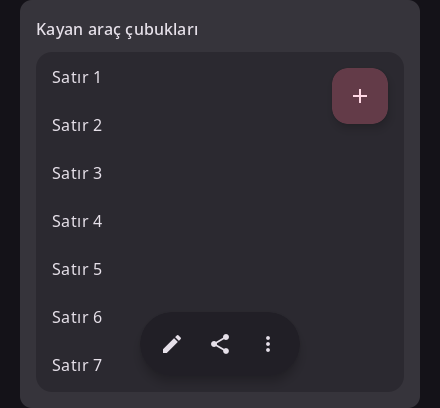 Kayan araç çubukları
Satır 1
Satır 2
Satır 3
Satır 4
Satır 5
Satır 6
Satır 7